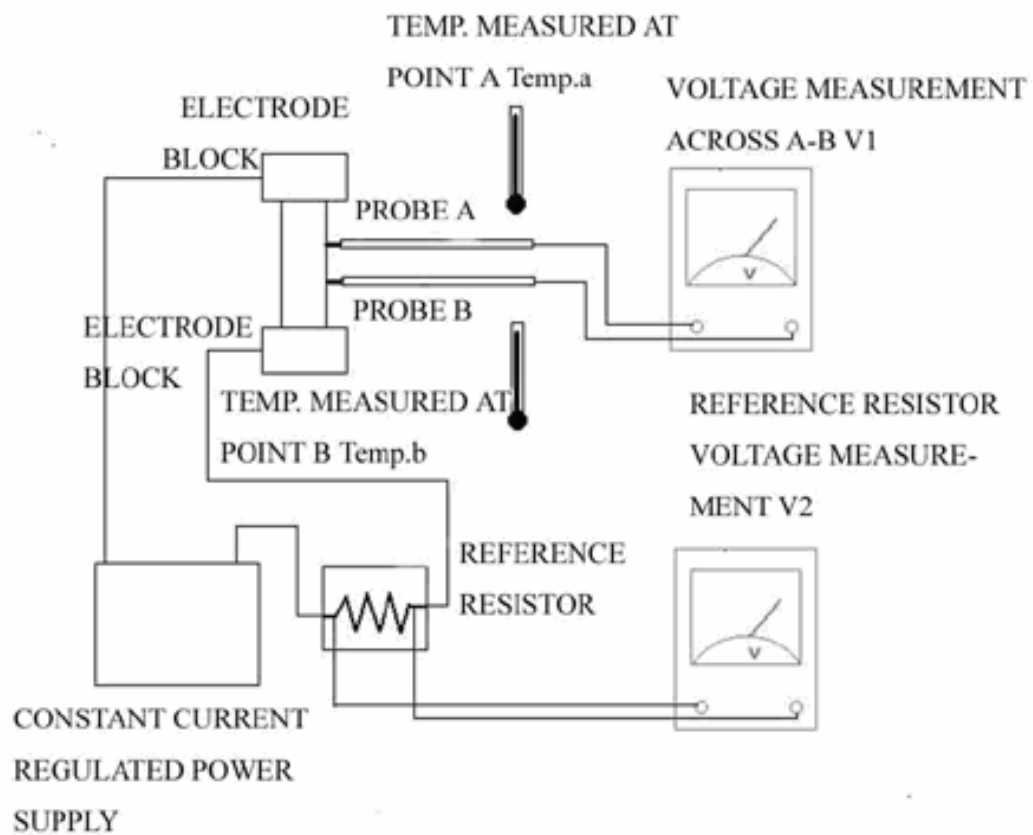 TEMP. MEASURED AT
POINT A Temp.a
VOLTAGE MEASUREMENT
ACROSS A-B V1
ELECTRODE
BLOCK
PROBE A
V
PROBE B
ELECTRODE
BLOCK
TEMP. MEASURED AT
POINT B Temp.b
REFERENCE RESISTOR
VOLTAGE MEASURE-
MENT V2
REFERENCE
RESISTOR
V
CONSTANT CURRENT
REGULATED POWER
SUPPLY